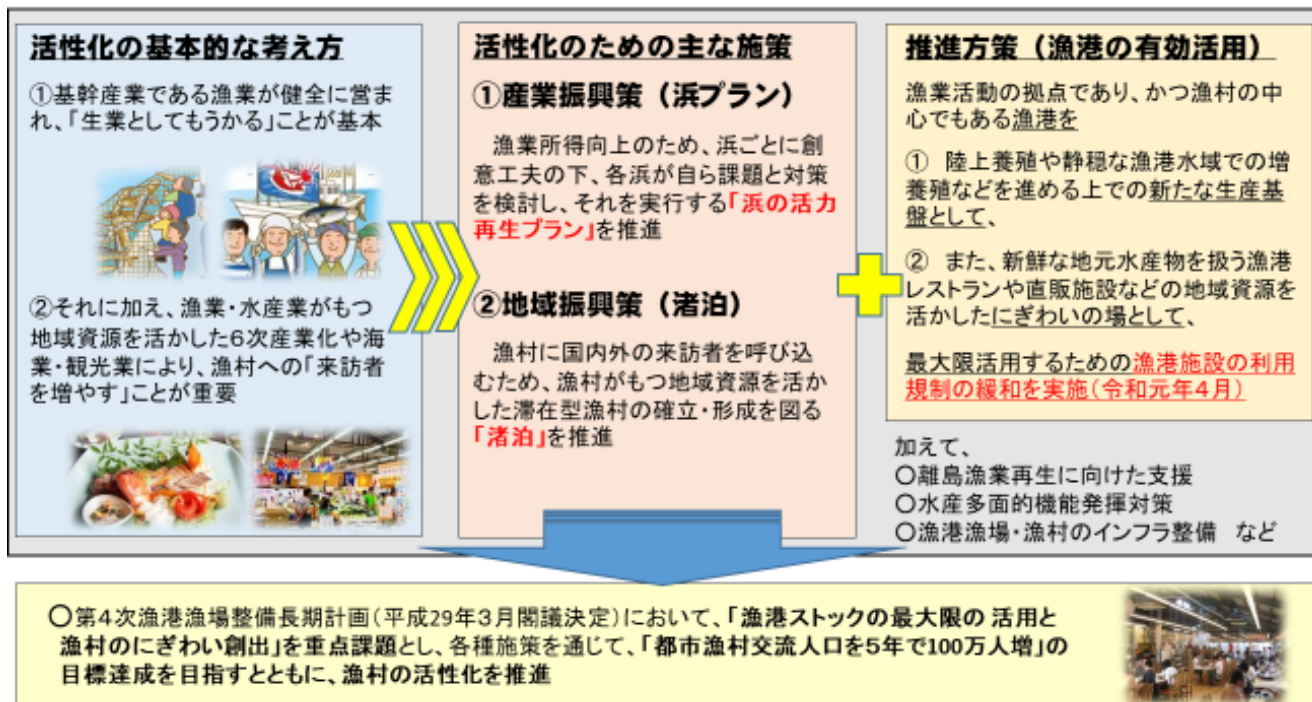 活性化の基本的な考え方
①基幹産業である漁業が健全に営ま
れ、「生業としてもうかる」ことが基本
②それに加え、漁業・水産業がもつ
地域資源を活かした6次産業化や海
業・観光業により、漁村への「来訪者
を増やす」ことが重要
活性化のための主な施策
①産業振興策（浜プラン）
漁業所得向上のため、浜ごとに創
意工夫の下、各浜が自ら課題と対策
を検討し、それを実行する「浜の活力
再生プラン」を推進
②地域振興策（渚泊）
漁村に国内外の来訪者を呼び込
むため、漁村がもつ地域資源を活か
した滞在型漁村の確立・形成を図る
「渚泊」を推進
推進方策（漁港の有効活用）
漁業活動の拠点であり、かつ漁村の中
心でもある漁港を
① 陸上養殖や静穏な漁港水域での増
養殖などを進める上での新たな生産基
盤として、
② また、新鮮な地元水産物を扱う漁港
レストランや直販施設などの地域資源を
活かしたにぎわいの場として、
最大限活用するための漁港施設の利用
規制の緩和を実施（令和元年4月）
加えて、
○離島漁業再生に向けた支援
○水産多面的機能発揮対策
○漁港漁場・漁村のインフラ整備 など
○第4次漁港漁場整備長期計画（平成29年3月閣議決定）において、「漁港ストックの最大限の 活用と
漁村のにぎわい創出」を重点課題とし、各種施策を通じて、「都市漁村交流人口を5年で100万人増」の
目標達成を目指すとともに、漁村の活性化を推進